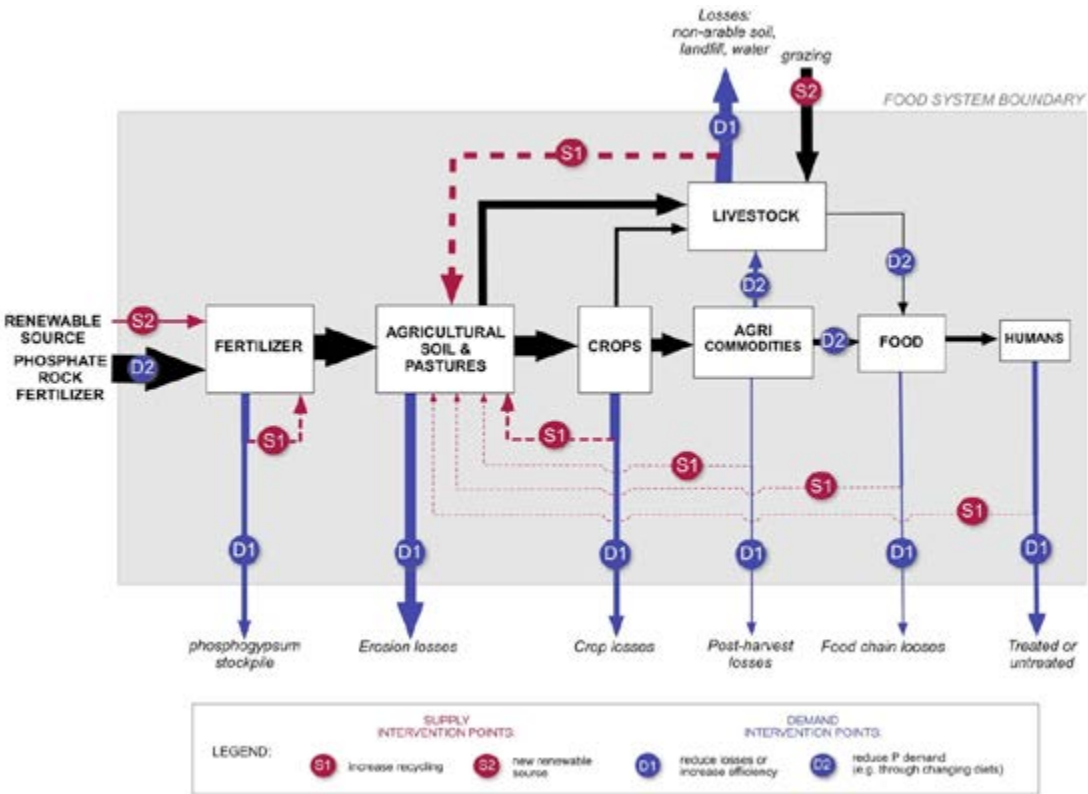 Losses:
non-arable soil,
landfill, water
grazing
S2
FOOD SYSTEM BOUNDARY
D1
S1
LIVESTOCK
D2
D2
RENEWABLE
SOURCE
S2
PHOSPHATE
ROCK
FERTILIZER
D2
FERTILIZER
AGRICULTURAL
SOIL &
PASTURES
CROPS
AGRI
COMMODITIES
D2
FOOD
HUMANS
S1
S1
S1
S1
S1
D1
D1
D1
D1
D1
D1
phosphogypsum
stockpile
Erosion losses
Crop losses
Post-harvest
losses
Food chain looses
Treated or
untreated
SUPPLY
INTERVENTION POINTS:
DEMAND
INTERVENTION POINTS:
LEGEND:
S1
increase recycling
S2
new renewable
source
D1
reduce losses or
increase efficiency
D2
reduce P demand
(e.g. through changing diets)